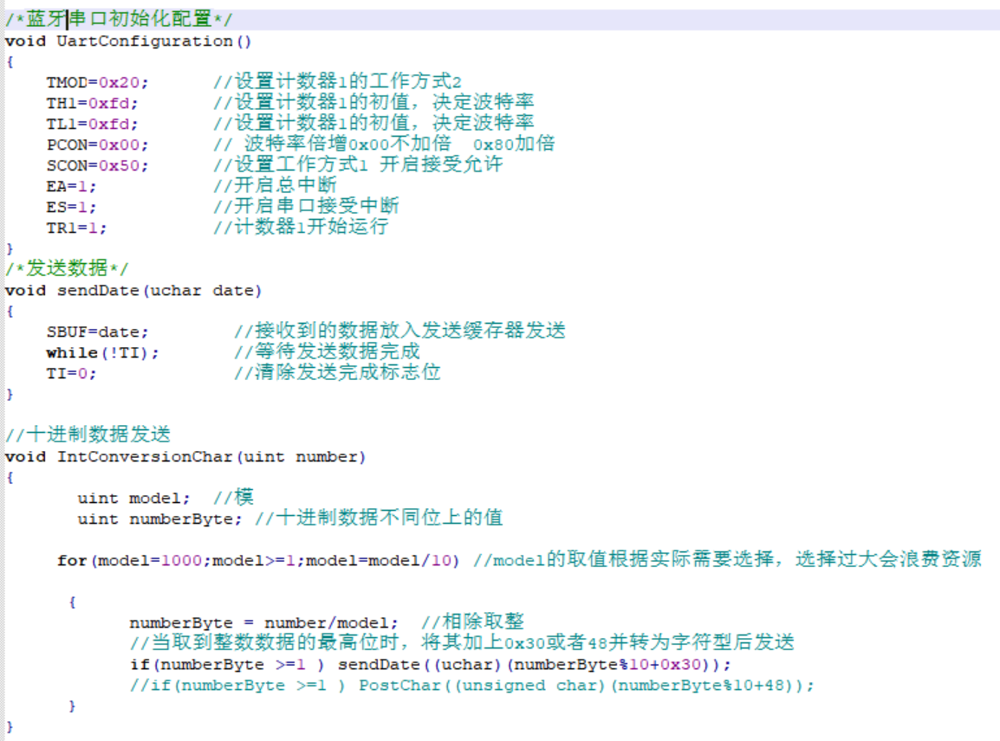 /*蓝牙串口初始化配置*/
void UartConfiguration()
{
    TMOD=0x20;      //设置计数器1的工作方式2
    TH1=0xfd;       //设置计数器1的初值，决定波特率
    TL1=0xfd;       //设置计数器1的初值，决定波特率
    PCON=0x00;      // 波特率倍增0x00不加倍  0x80加倍
    SCON=0x50;      //设置工作方式1 开启接受允许
    EA=1;           //开启总中断
    ES=1;           //开启串口接受中断
    TR1=1;          //计数器1开始运行
}
/*发送数据*/
void sendDate(uchar date)
{
    SBUF=date;        //接收到的数据放入发送缓存器发送
    while(!TI);       //等待发送数据完成
    TI=0;             //清除发送完成标志位
}
//十进制数据发送
void IntConversionChar(uint number)
{
       uint model;  //模
       uint numberByte; //十进制数据不同位上的值
     for(model=1000;model>=1;model=model/10) //model的取值根据实际需要选择，选择过大会浪费资源
      {
            numberByte = number/model;  //相除取整
            //当取到整数数据的最高位时，将其加上0x30或者48并转为字符型后发送
            if(numberByte >=1 ) sendDate((uchar)(numberByte%10+0x30));
            //if(numberByte >=1 ) PostChar((unsigned char)(numberByte%10+48));
      }
}